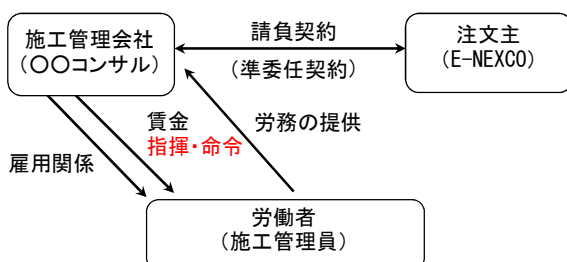 施工管理会社
（〇〇コンサル）
請負契約
（準委任契約）
注文主
（E-NEXCO）
賃金
指揮・命令
労務の提供
雇用関係
労働者
（施工管理員）